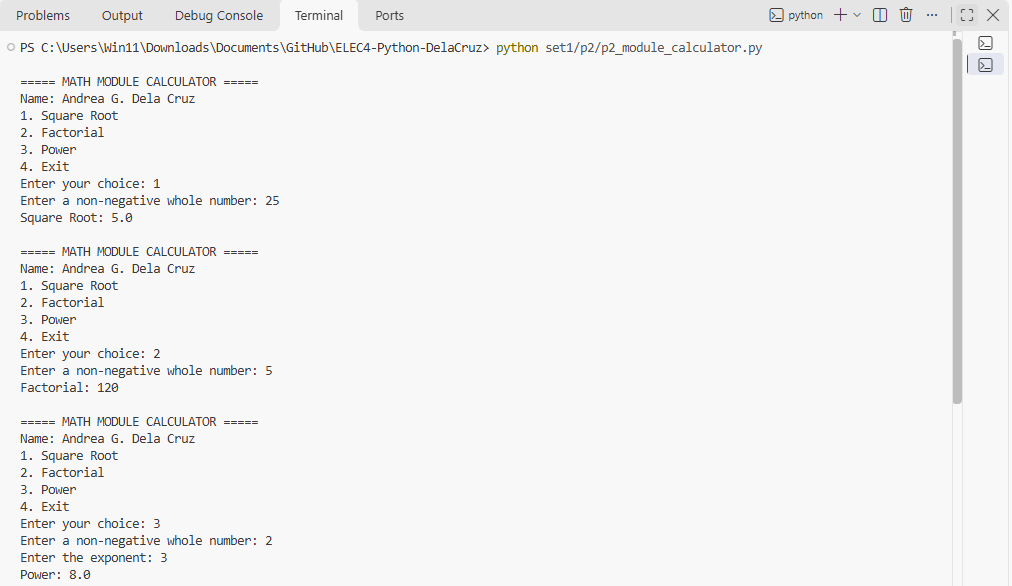 Problems Output Debug Console Terminal Ports python
PS C:\Users\Win11\Downloads\Documents\GitHub\ELEC4-Python-DelaCruz> python set1/p2/p2_module_calculator.py
===== MATH MODULE CALCULATOR =====
Name: Andrea G. Dela Cruz
1. Square Root
2. Factorial
3. Power
4. Exit
Enter your choice: 1
Enter a non-negative whole number: 25
Square Root: 5.0
===== MATH MODULE CALCULATOR =====
Name: Andrea G. Dela Cruz
1. Square Root
2. Factorial
3. Power
4. Exit
Enter your choice: 2
Enter a non-negative whole number: 5
Factorial: 120
===== MATH MODULE CALCULATOR =====
Name: Andrea G. Dela Cruz
1. Square Root
2. Factorial
3. Power
4. Exit
Enter your choice: 3
Enter a non-negative whole number: 2
Enter the exponent: 3
Power: 8.0